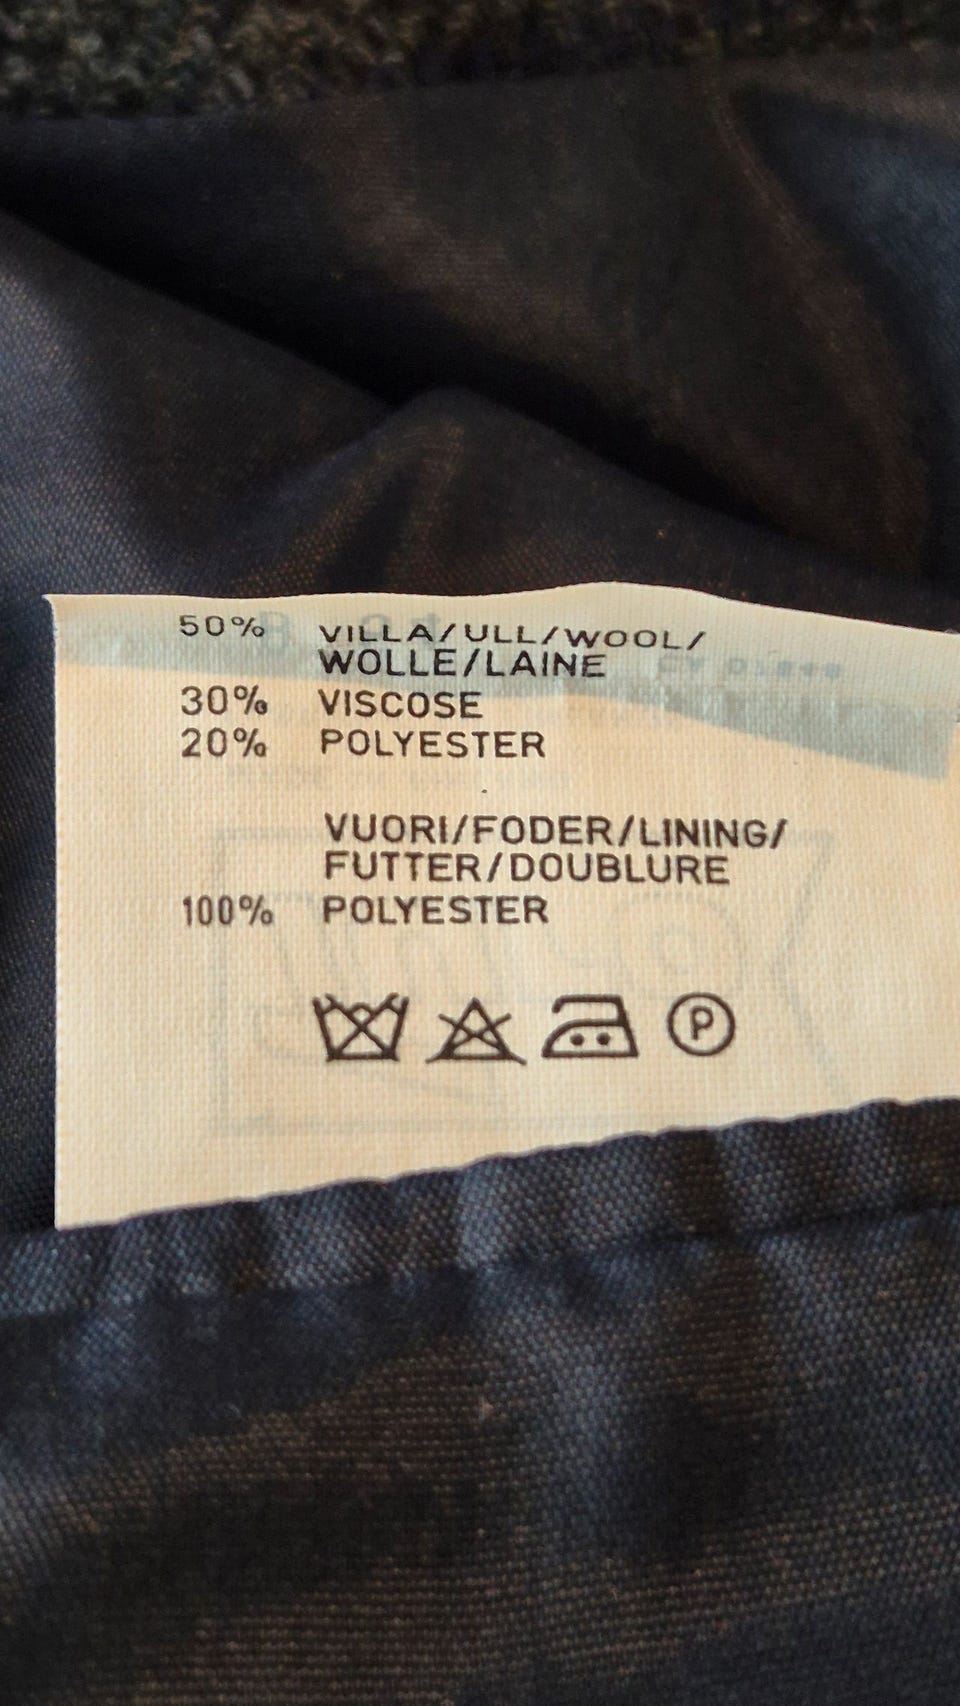 50% VILLA/ULL/WOOL/
WOLLE/LAINE
30% VISCOSE
20% POLYESTER
VUORI/FODER/LINING/
FUTTER/DOUBLURE
100% POLYESTER
P